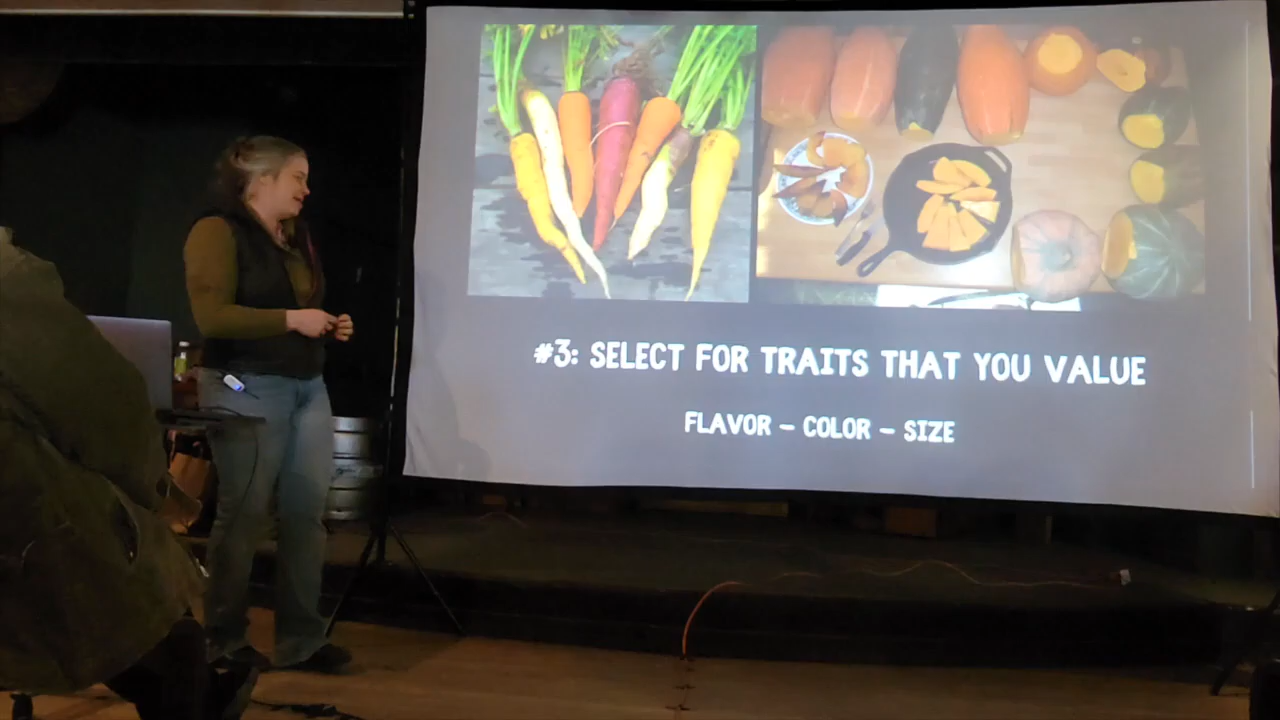 #3: SELECT FOR TRAITS THAT YOU VALUE
FLAVOR – COLOR – SIZE